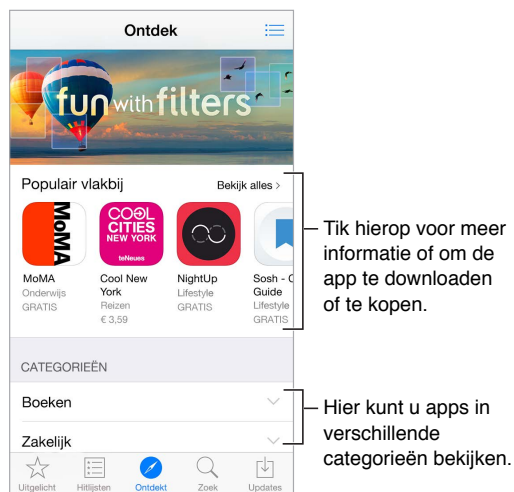 Ontdek
fun with filters
Populair vlakbij
Bekijk alles >
MoMA
COOL
CITIES
NEW YORK
teNeues
MoMA
Onderwijs
GRATIS
Cool New
York
Reizen
€ 3,59
NightUp
Lifestyle
GRATIS
Sosh - C
Guide
Lifestyle
GRATIS
Tik hierop voor meer
informatie of om de
app te downloaden
of te kopen.
CATEGORIEËN
Boeken
Zakelijk
Hier kunt u apps in
verschillende
categorieën bekijken.
Uitgelicht
Hitlijsten
Ontdekt
Zoek
Updates